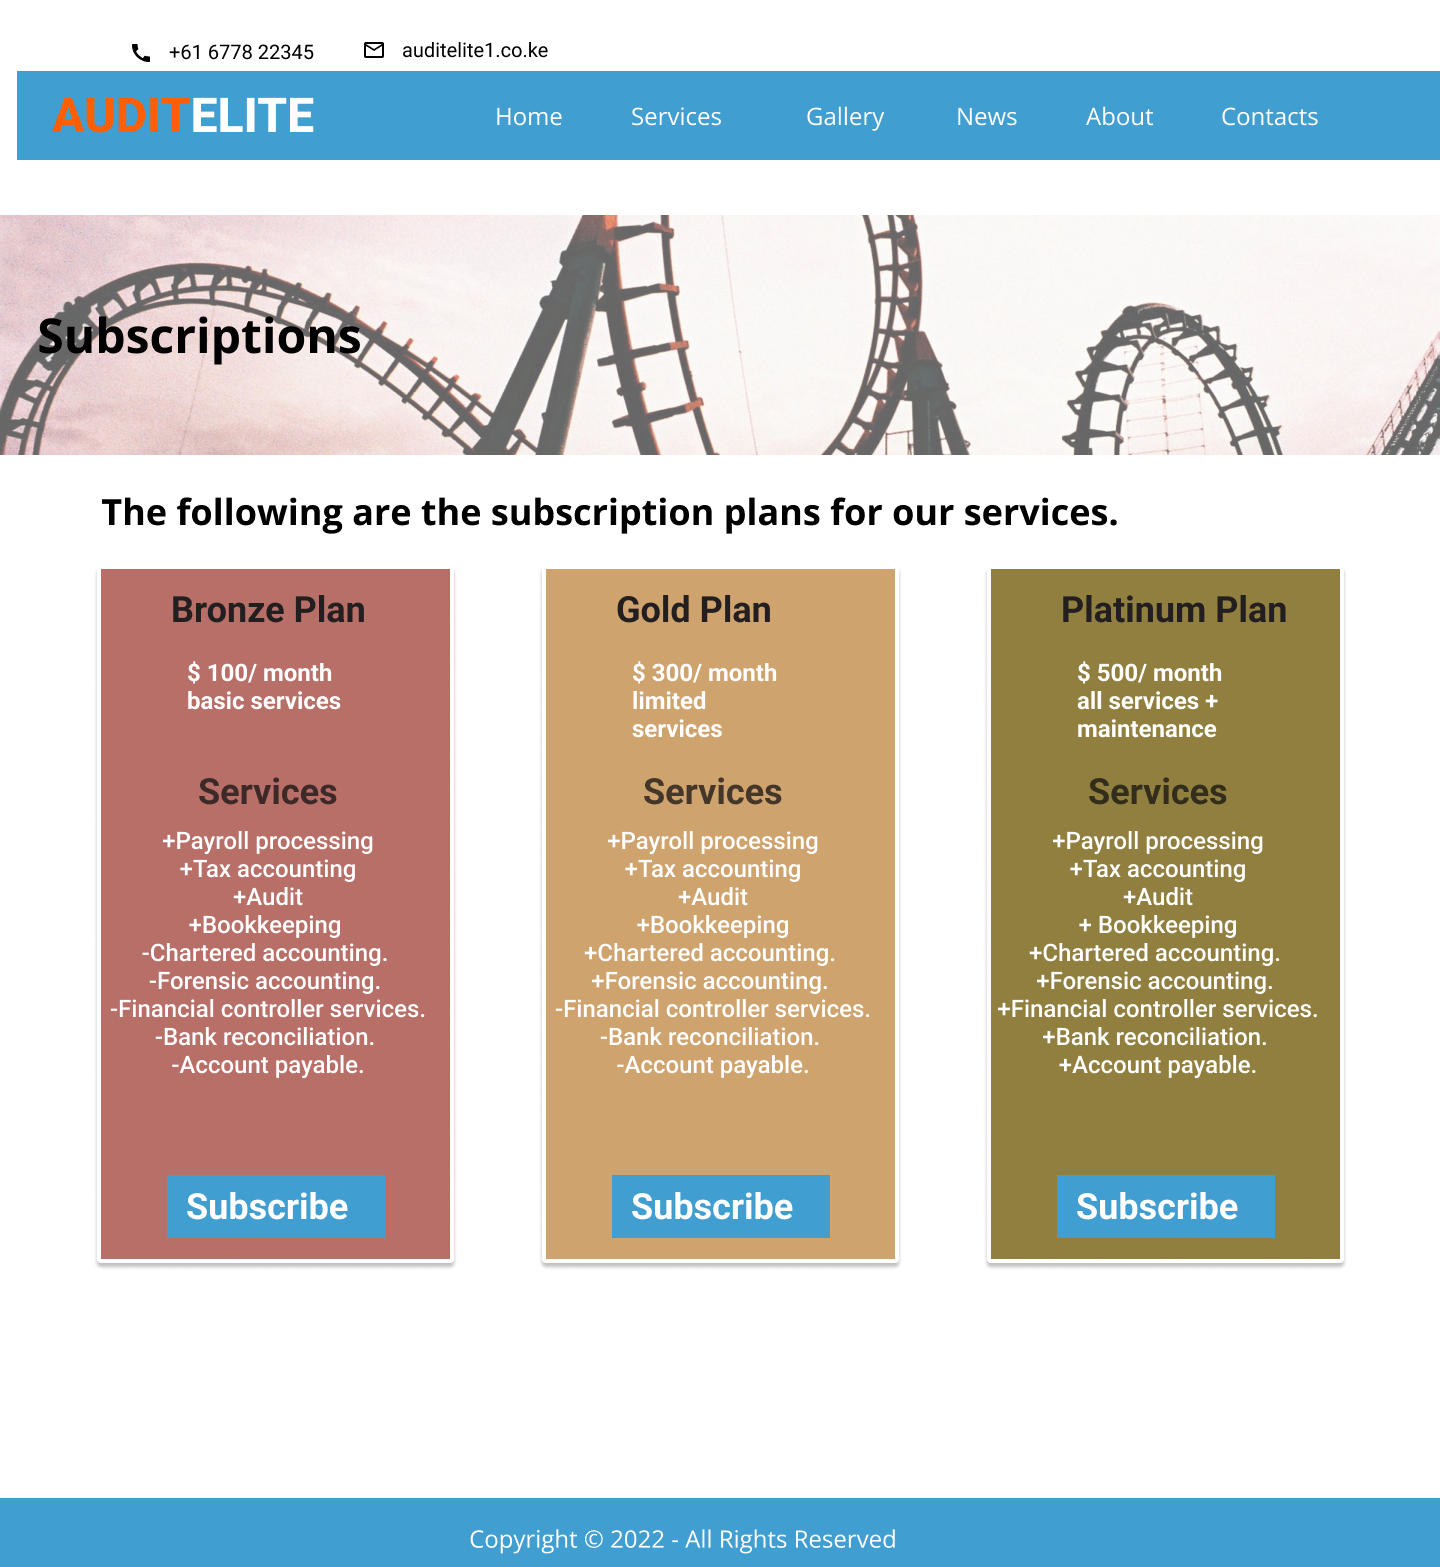 +61 6778 22345
auditelite1.co.ke
AUDITELITE
Home
Services
Gallery
News
About
Contacts
Subscriptions
The following are the subscription plans for our services.
Bronze Plan
$ 100/ month
basic services
Services
+Payroll processing
+Tax accounting
+Audit
+Bookkeeping
-Chartered accounting.
-Forensic accounting.
-Financial controller services.
-Bank reconciliation.
-Account payable.
Subscribe
Gold Plan
$ 300/ month
limited
services
Services
+Payroll processing
+Tax accounting
+Audit
+Bookkeeping
+Chartered accounting.
+Forensic accounting.
-Financial controller services.
-Bank reconciliation.
-Account payable.
Subscribe
Platinum Plan
$ 500/ month
all services +
maintenance
Services
+Payroll processing
+Tax accounting
+Audit
+ Bookkeeping
+Chartered accounting.
+Forensic accounting.
+Financial controller services.
+Bank reconciliation.
+Account payable.
Subscribe
Copyright © 2022 - All Rights Reserved